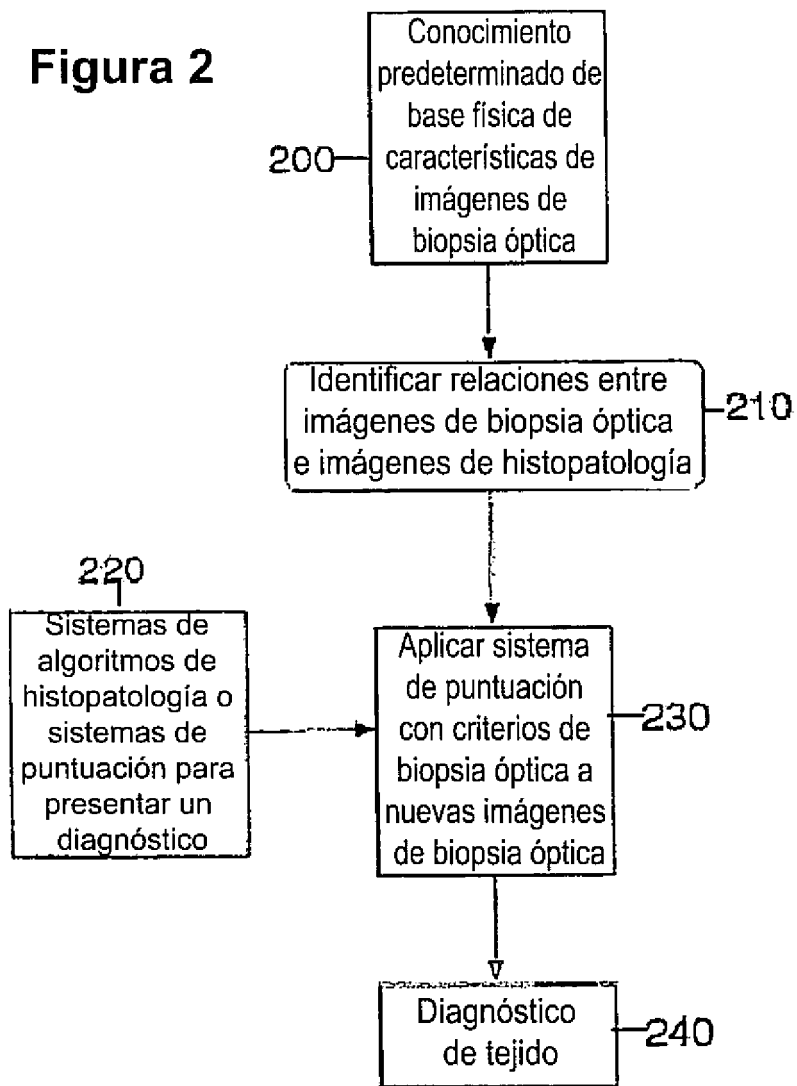 Figura 2
Conocimiento
predeterminado de
base física de
características de
imágenes de
biopsia óptica
200
Identificar relaciones entre
imágenes de biopsia óptica
e imágenes de histopatología
210
220
Sistemas de
algoritmos de
histopatología o
sistemas de
puntuación para
presentar un
diagnóstico
Aplicar sistema
de puntuación
con criterios de
biopsia óptica a
nuevas imágenes
de biopsia óptica
230
Diagnóstico
de tejido
240